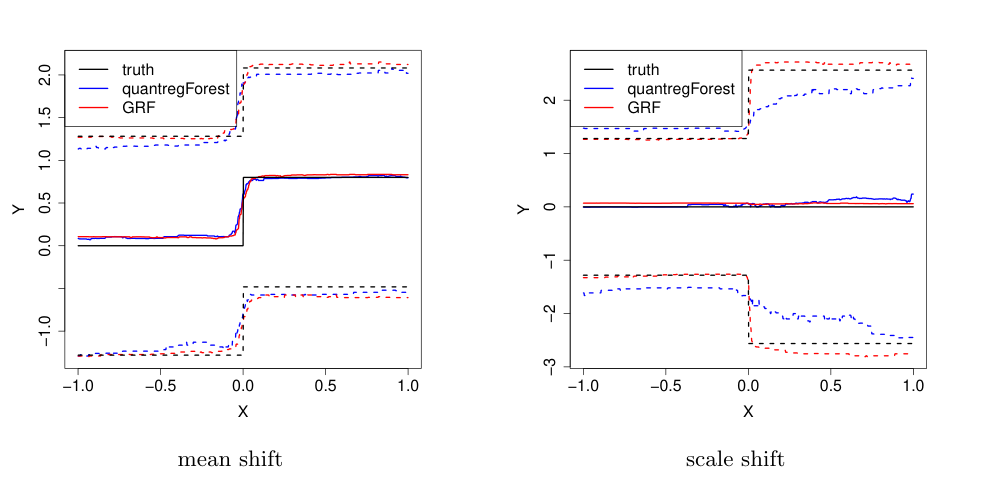 truth
quantregForest
GRF
2.0
1.5
1.0
0.5
0.0
−1.0
Y
−1.0 −0.5 0.0 0.5 1.0
X
mean shift
truth
quantregForest
GRF
2
1
0
−1
−2
−3
Y
−1.0 −0.5 0.0 0.5 1.0
X
scale shift